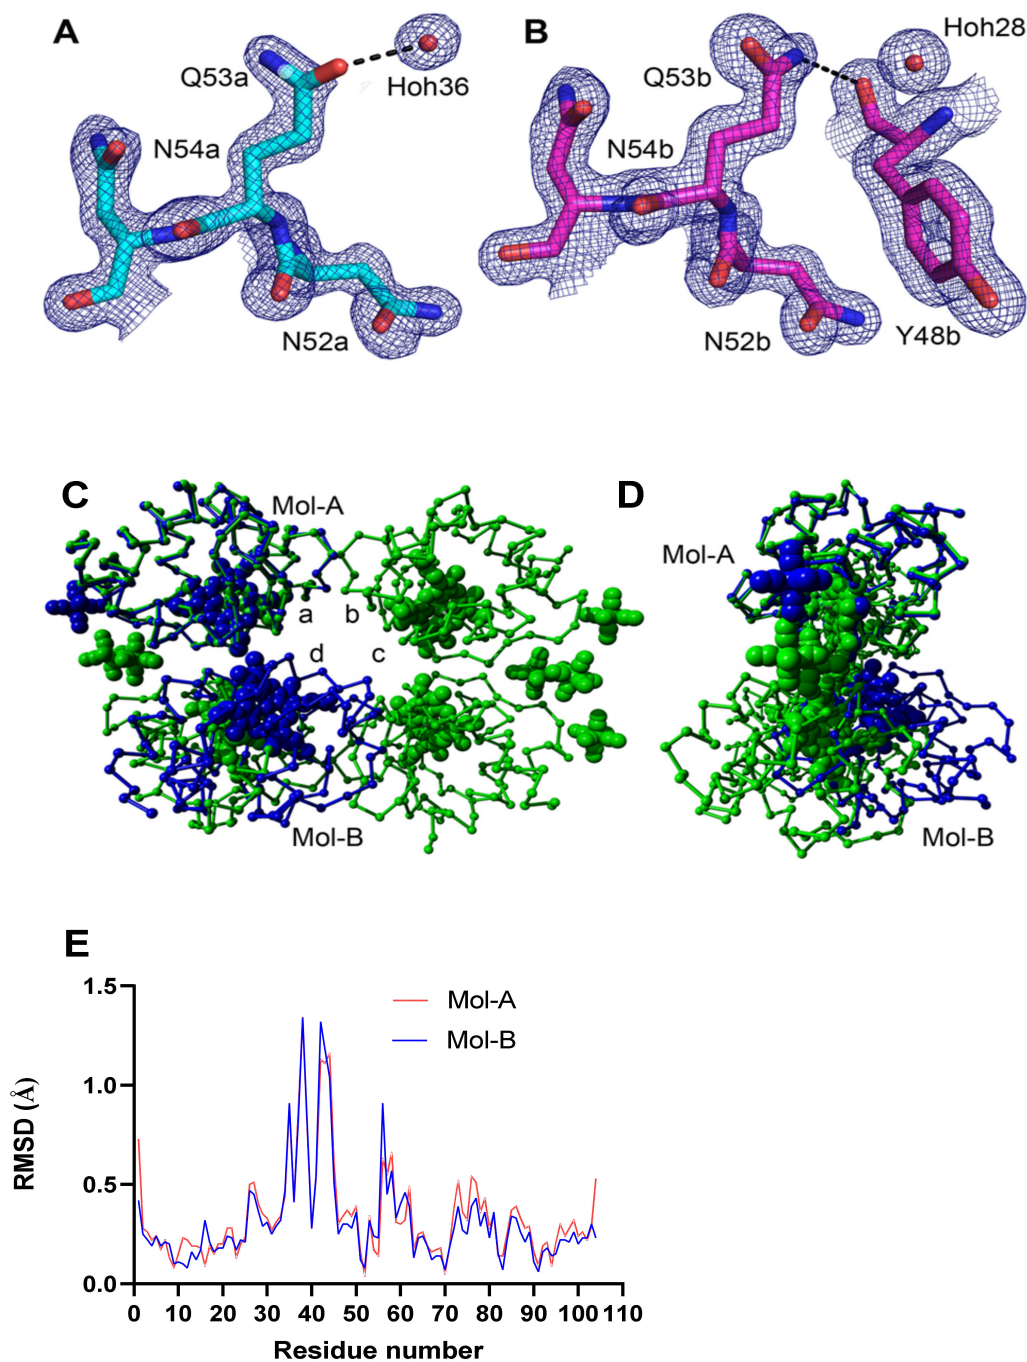 A
B
Hoh28
Q53a
Hoh36
Q53b
N54a
N54b
N52a
N52b
Y48b
C
Mol-A
D
Mol-A
a
b
d
c
Mol-B
Mol-B
E
1.5
Mol-A
Mol-B
1.0
RMSD (Å)
0.5
0.0
0 10 20 30 40 50 60 70 80 90 100 110
Residue number